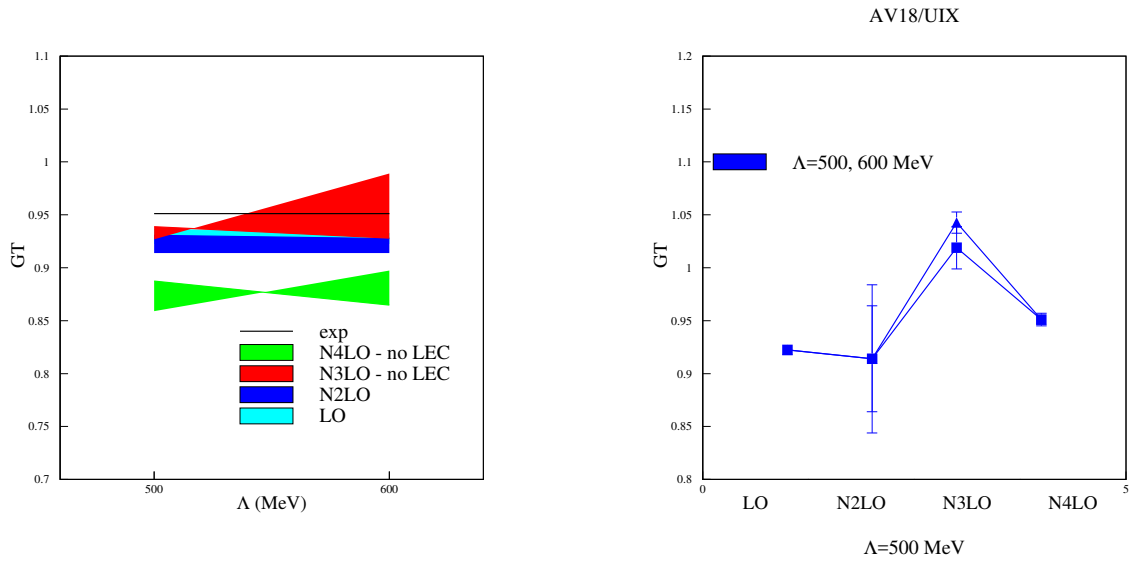 1.1
1.05
1
0.95
0.9
0.85
0.8
0.75
0.7
GT
500
600
Λ (MeV)
exp
N4LO - no LEC
N3LO - no LEC
N2LO
LO
AV18/UIX
1.2
1.15
1.1
1.05
1
0.95
0.9
0.85
0.8
GT
Λ=500, 600 MeV
0
5
LO N2LO N3LO N4LO
Λ=500 MeV